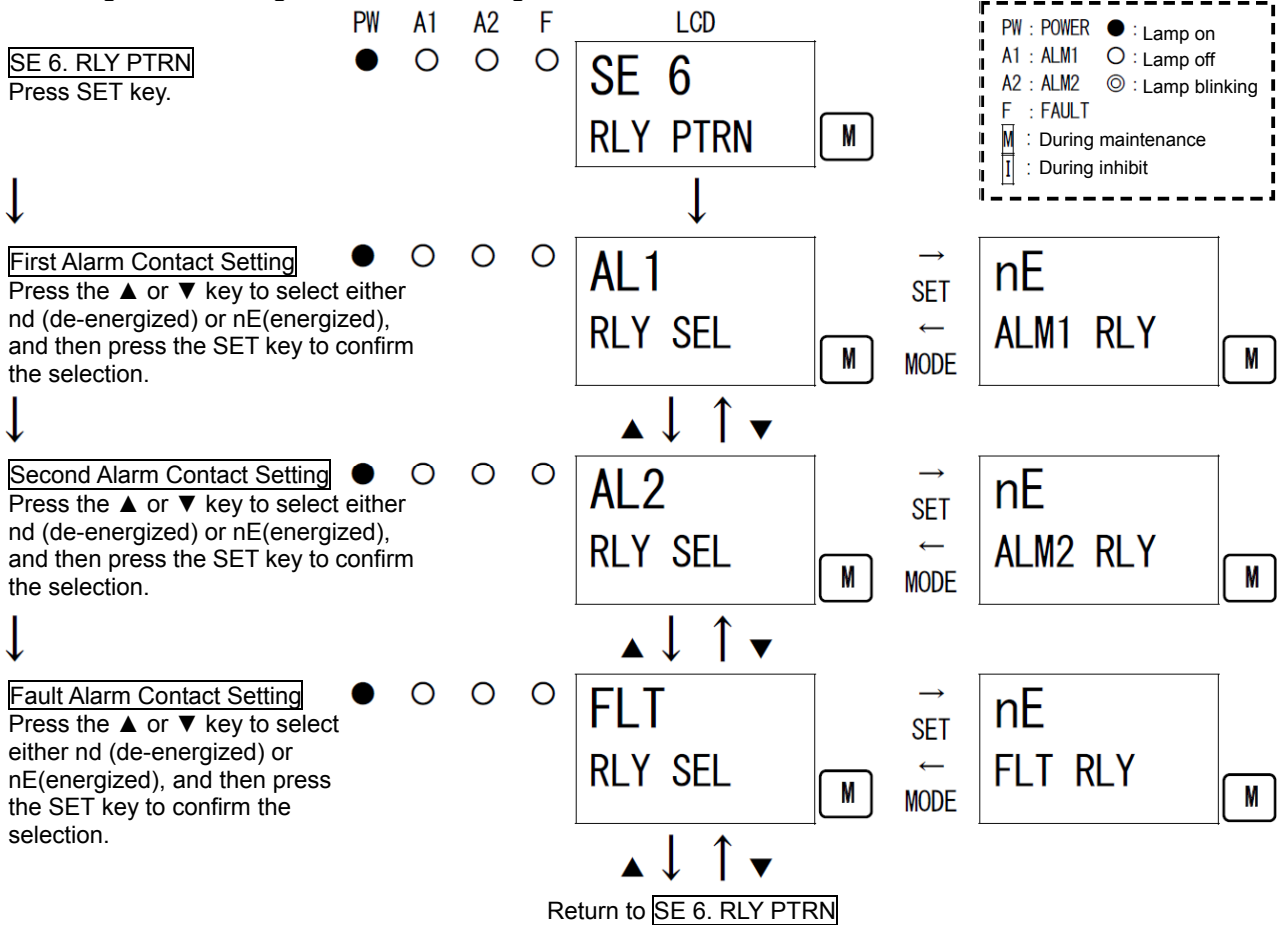 PW A1 A2 F LCD
SE 6. RLY PTRN
Press SET key.
SE 6
RLY PTRN
M
PW : POWER ● : Lamp on
A1 : ALM1 ○ : Lamp off
A2 : ALM2 ◎ : Lamp blinking
F : FAULT
M : During maintenance
I : During inhibit
First Alarm Contact Setting
Press the ▲ or ▼ key to select either
nd (de-energized) or nE(energized),
and then press the SET key to confirm
the selection.
AL1
RLY SEL
M
→
SET
←
MODE
nE
ALM1 RLY
M
▲ ↓ ↑ ▼
Second Alarm Contact Setting
Press the ▲ or ▼ key to select either
nd (de-energized) or nE(energized),
and then press the SET key to confirm
the selection.
AL2
RLY SEL
M
→
SET
←
MODE
nE
ALM2 RLY
M
▲ ↓ ↑ ▼
Fault Alarm Contact Setting
Press the ▲ or ▼ key to select
either nd (de-energized) or
nE(energized), and then press
the SET key to confirm the
selection.
FLT
RLY SEL
M
→
SET
←
MODE
nE
FLT RLY
M
▲ ↓ ↑ ▼
Return to SE 6. RLY PTRN